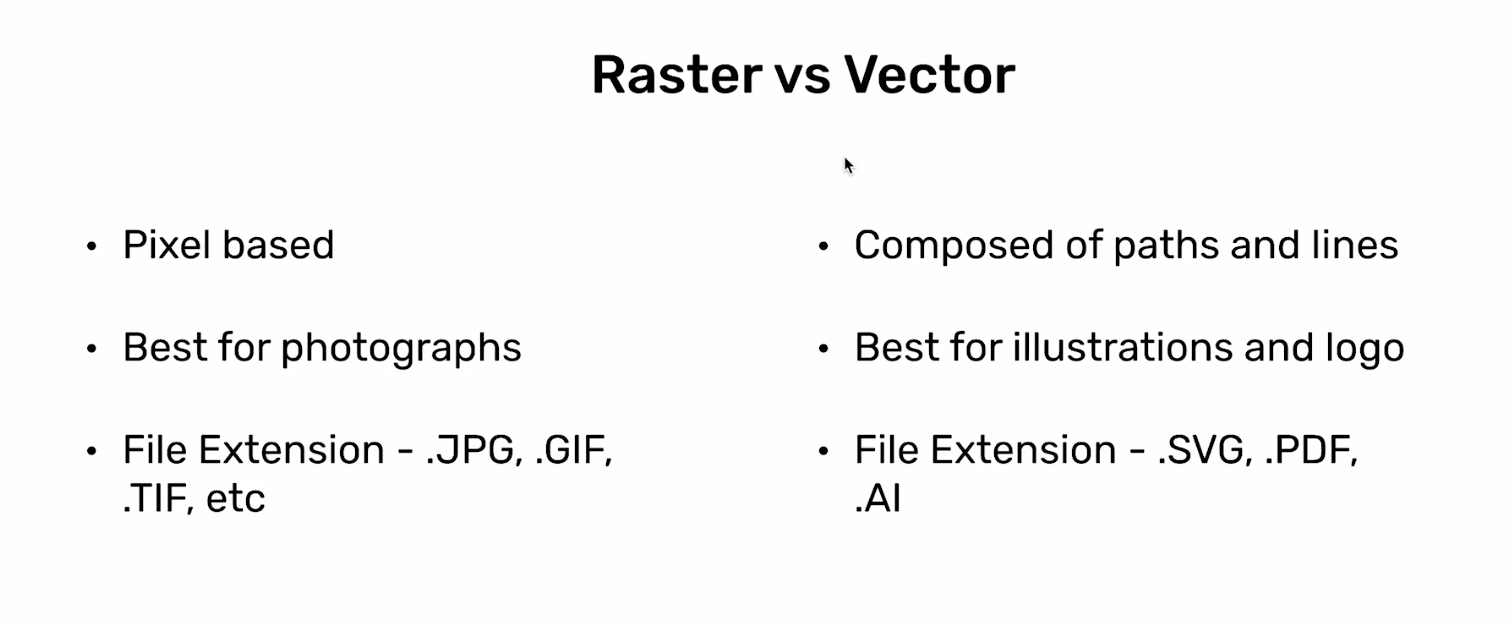 Raster vs Vector
• Pixel based
• Best for photographs
• File Extension - .JPG, .GIF,
.TIF, etc
• Composed of paths and lines
• Best for illustrations and logo
• File Extension - .SVG, .PDF,
.AI